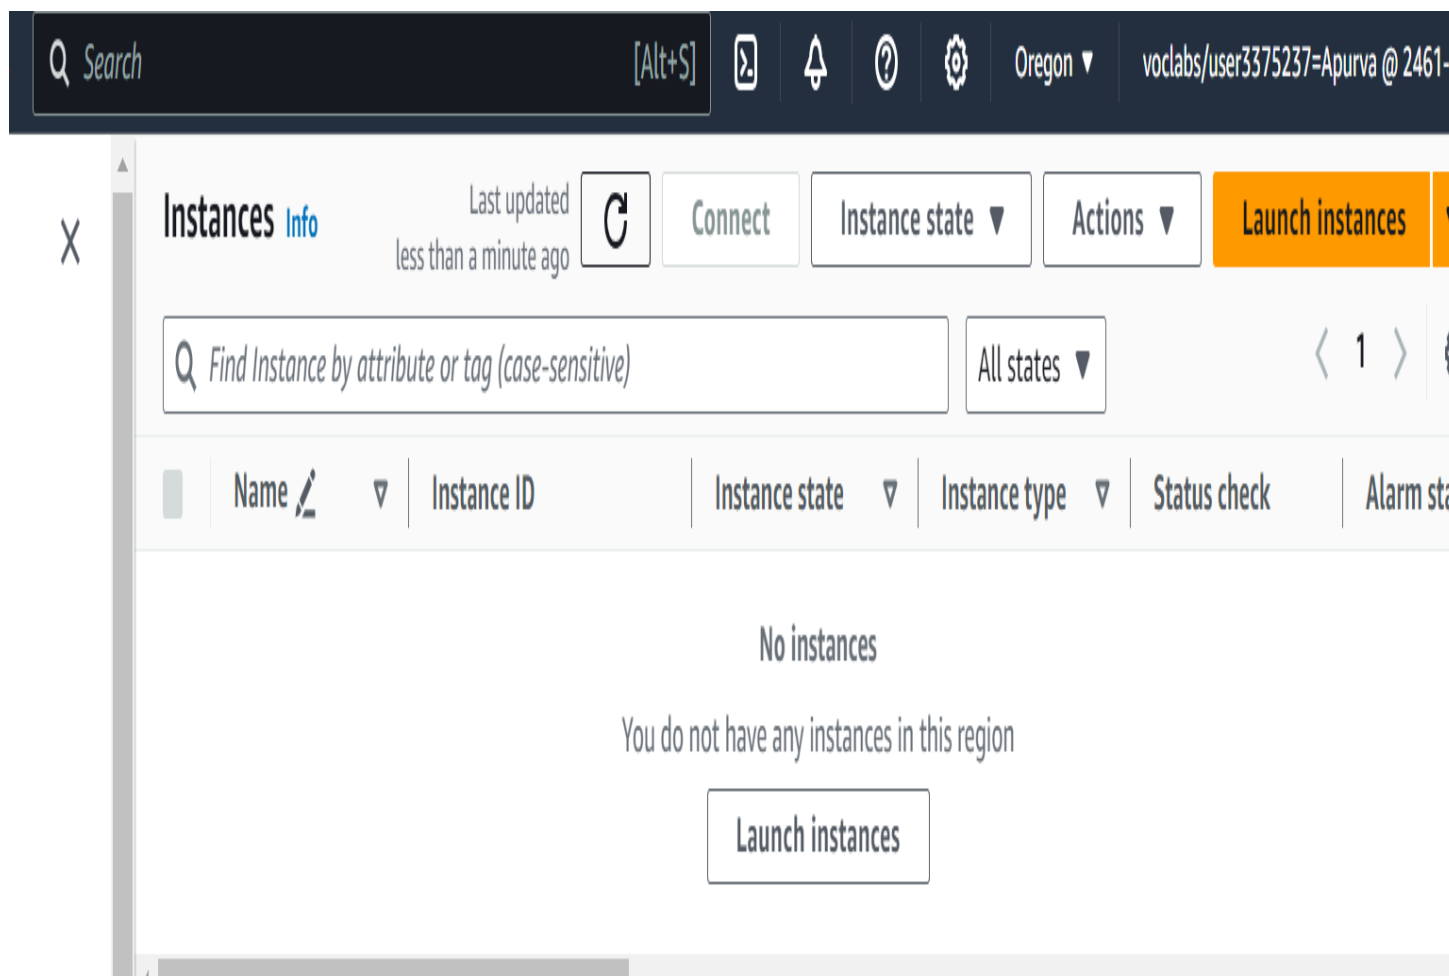 Search [Alt+S] Oregon voclabs/user3375237=Apurva @ 2461-
Instances Info
Last updated
less than a minute ago
Connect Instance state Actions Launch instances
Find Instance by attribute or tag (case-sensitive) All states 1
Name Instance ID Instance state Instance type Status check Alarm sta
No instances
You do not have any instances in this region
Launch instances